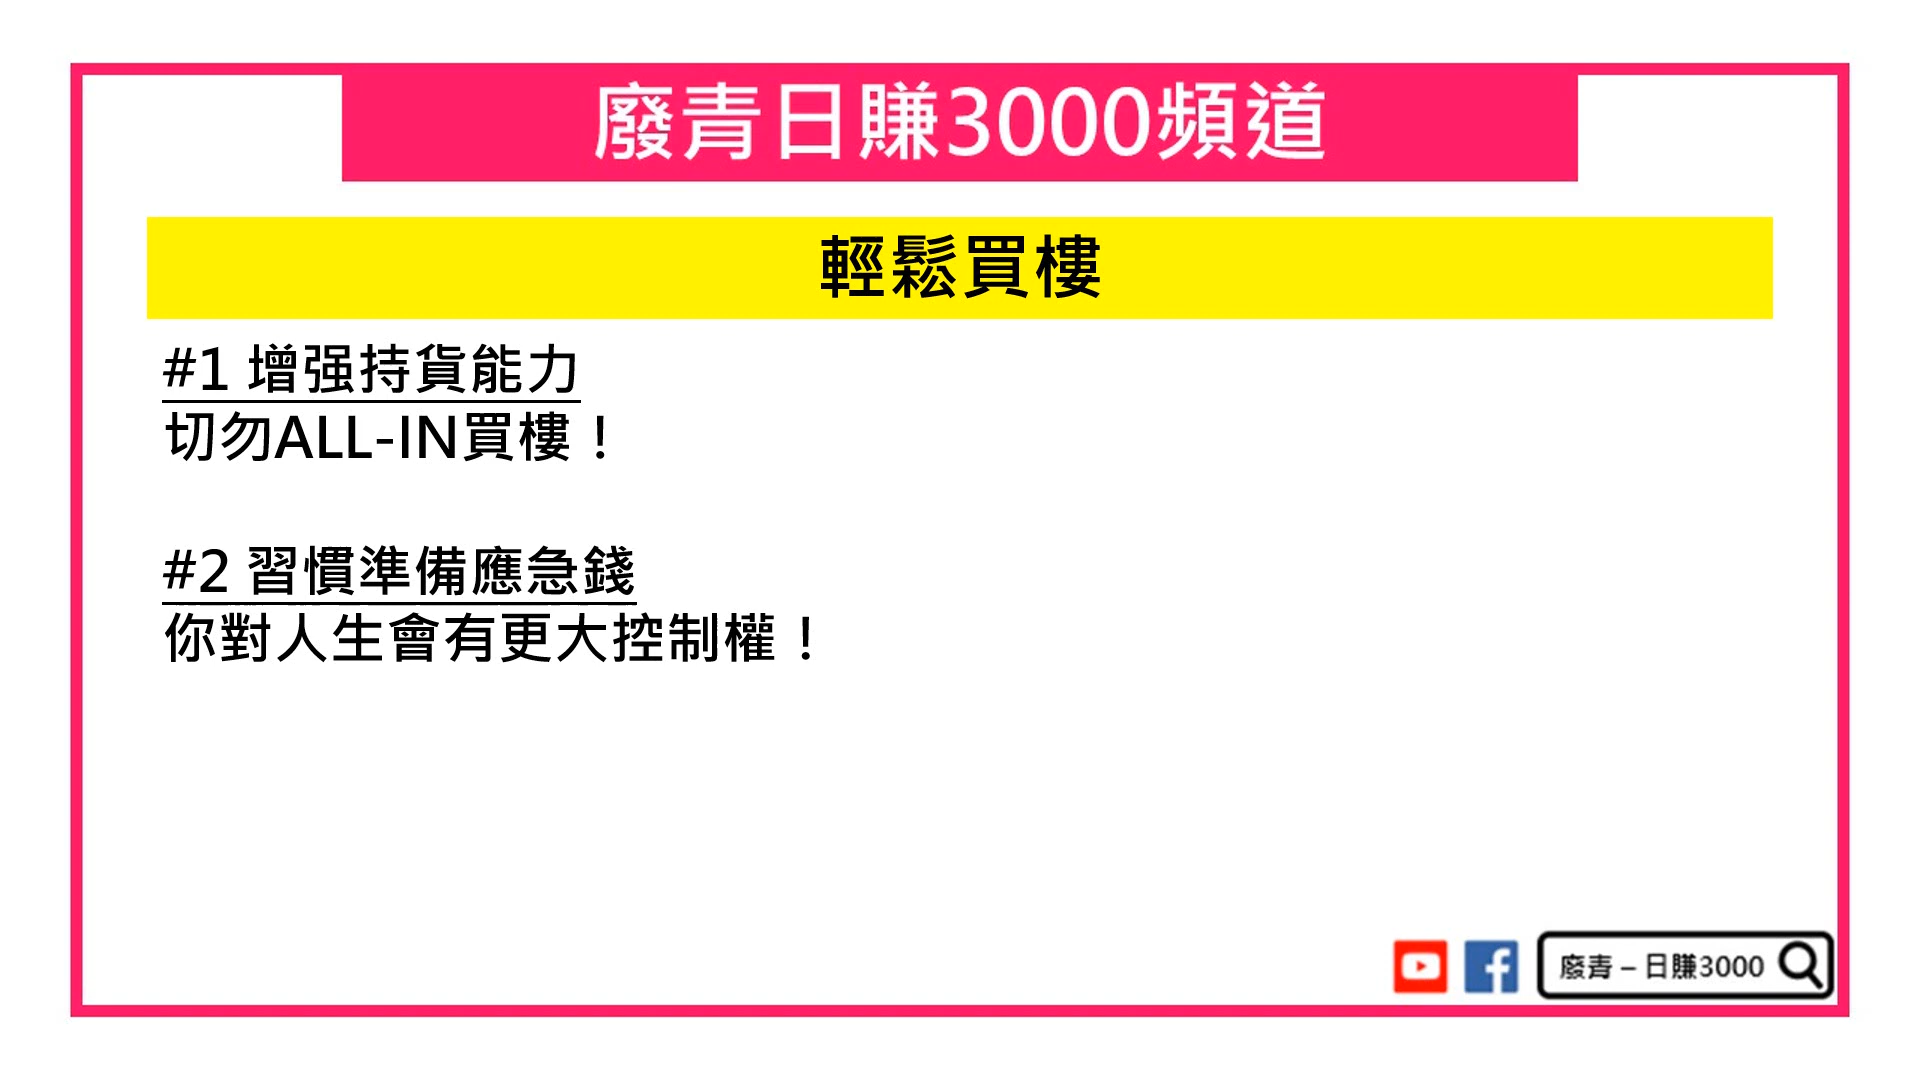 廢青日賺3000頻道
輕鬆買樓
#1 增强持貨能力
切勿ALL-IN買樓！
#2 習慣準備應急錢
你對人生會有更大控制權！
廢青 – 日賺3000